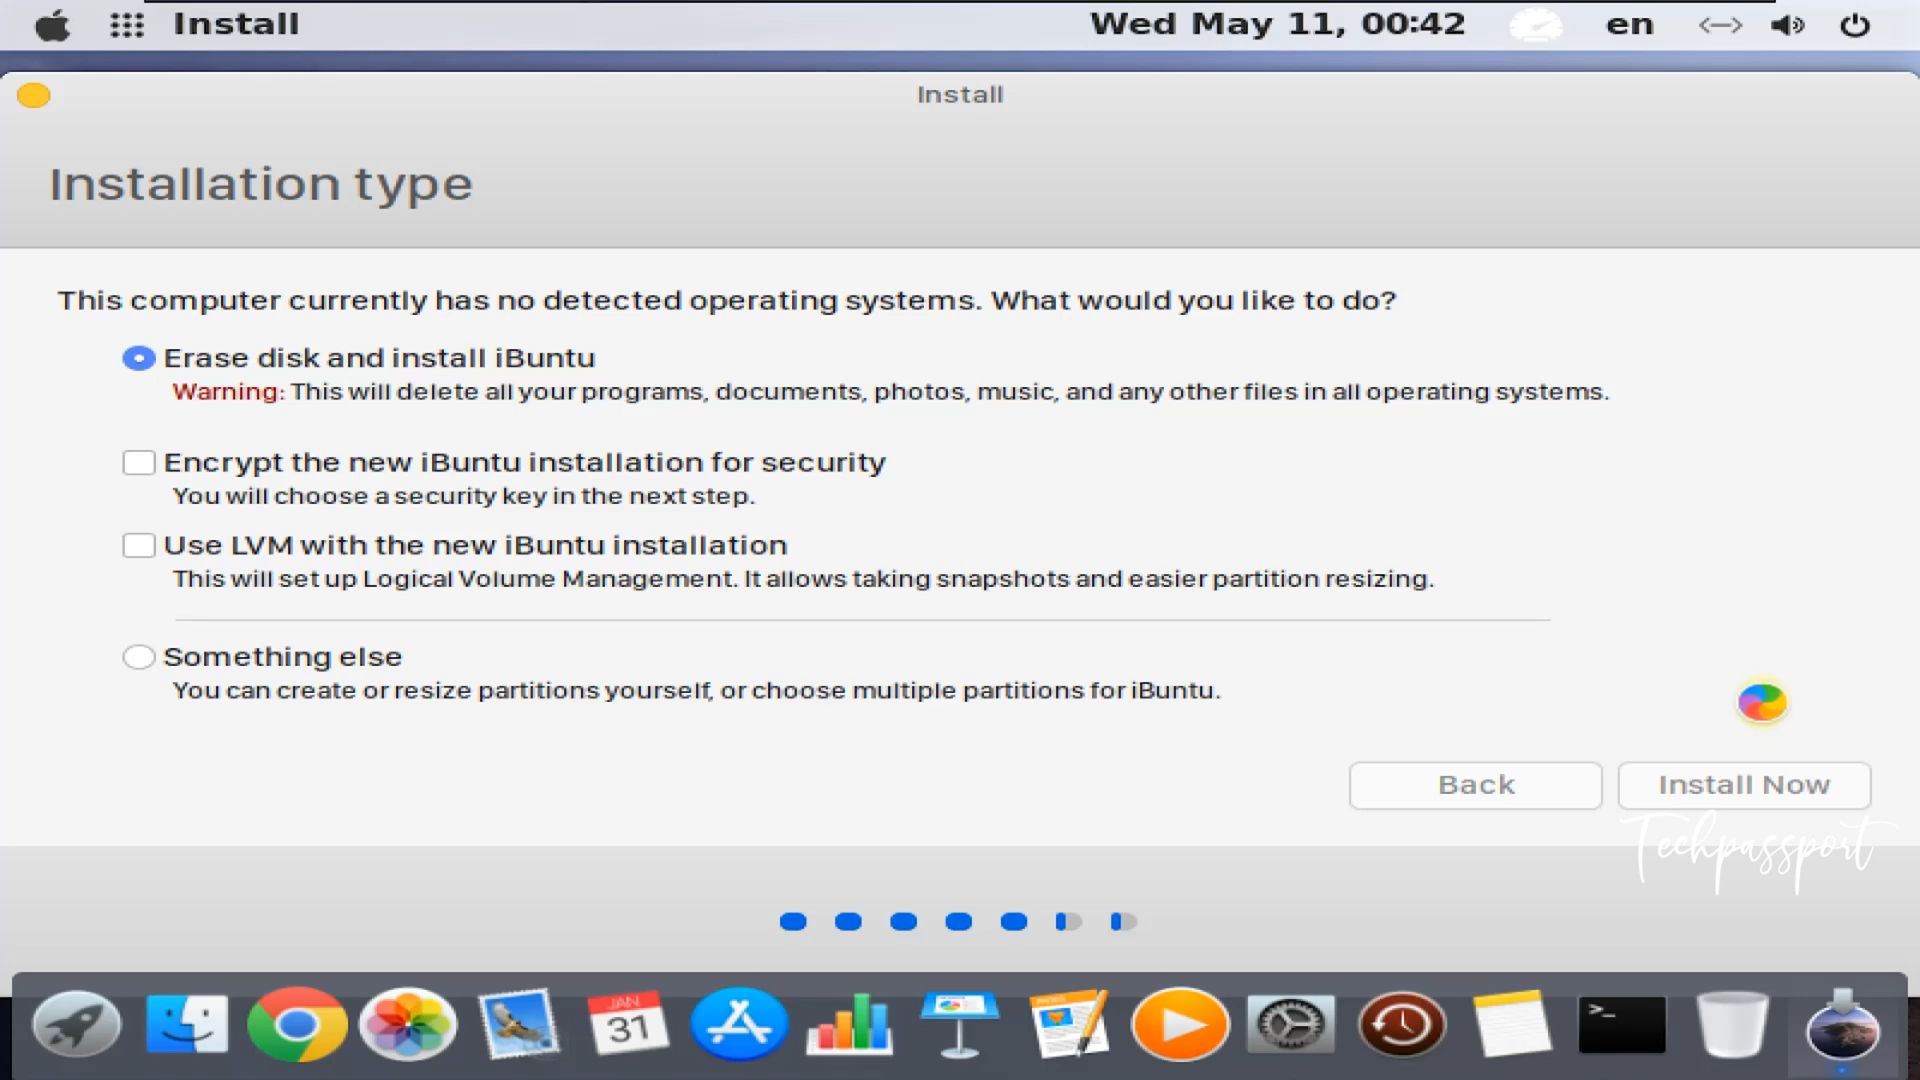 Install
Wed May 11, 00:42
en
Install
Installation type
This computer currently has no detected operating systems. What would you like to do?
Erase disk and install iBuntu
Warning: This will delete all your programs, documents, photos, music, and any other files in all operating systems.
Encrypt the new iBuntu installation for security
You will choose a security key in the next step.
Use LVM with the new iBuntu installation
This will set up Logical Volume Management. It allows taking snapshots and easier partition resizing.
Something else
You can create or resize partitions yourself, or choose multiple partitions for iBuntu.
Back
Install Now
Techpassport
JAN
31
>_